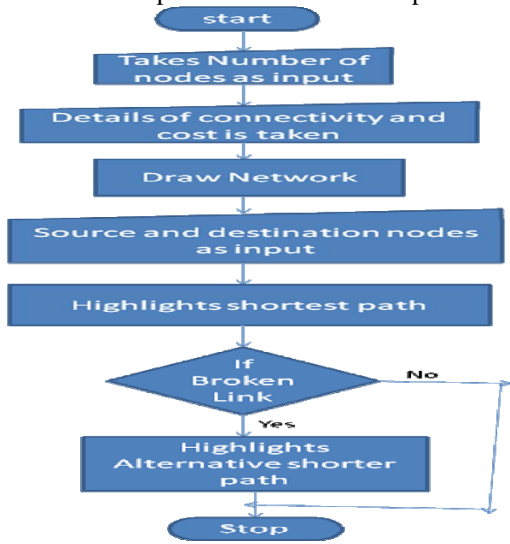 start
Takes Number of
nodes as input
Details of connectivity and
cost is taken
Draw Network
Source and destination nodes
as input
Highlights shortest path
If
Broken
Link
No
Yes
Highlights
Alternative shorter
path
Stop